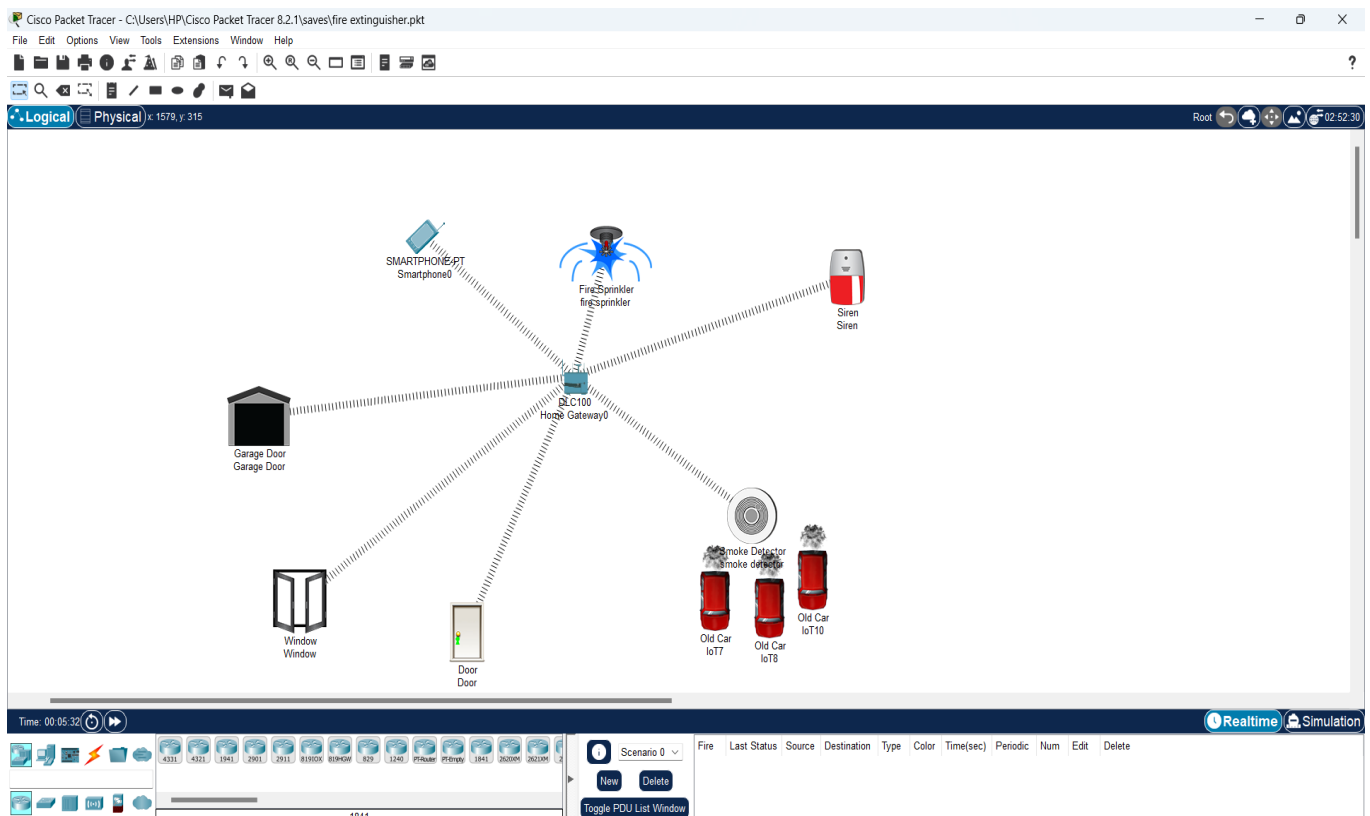 Cisco Packet Tracer - C:\Users\HP\Cisco Packet Tracer 8.2.1\saves\fire extinguisher.pkt
File Edit Options View Tools Extensions Window Help
?
Logical Physical x: 1579, y: 315 Root 02:52:30
SMARTPHONE-PT
Smartphone0
Fire Sprinkler
fire sprinkler
Siren
Siren
DLC100
Home Gateway0
Garage Door
Garage Door
Smoke Detector
smoke detector
Old Car
IoT10
Old Car
IoT7
Old Car
IoT8
Window
Window
Door
Door
Time: 00:05:32 Realtime Simulation
4331 4321 1941 2901 2911 819IOX 819HGW 829 1240 PT-Router PT-Empty 1841 2620XM 2621XM
Scenario 0
New Delete
Toggle PDU List Window
Fire Last Status Source Destination Type Color Time(sec) Periodic Num Edit Delete
1841